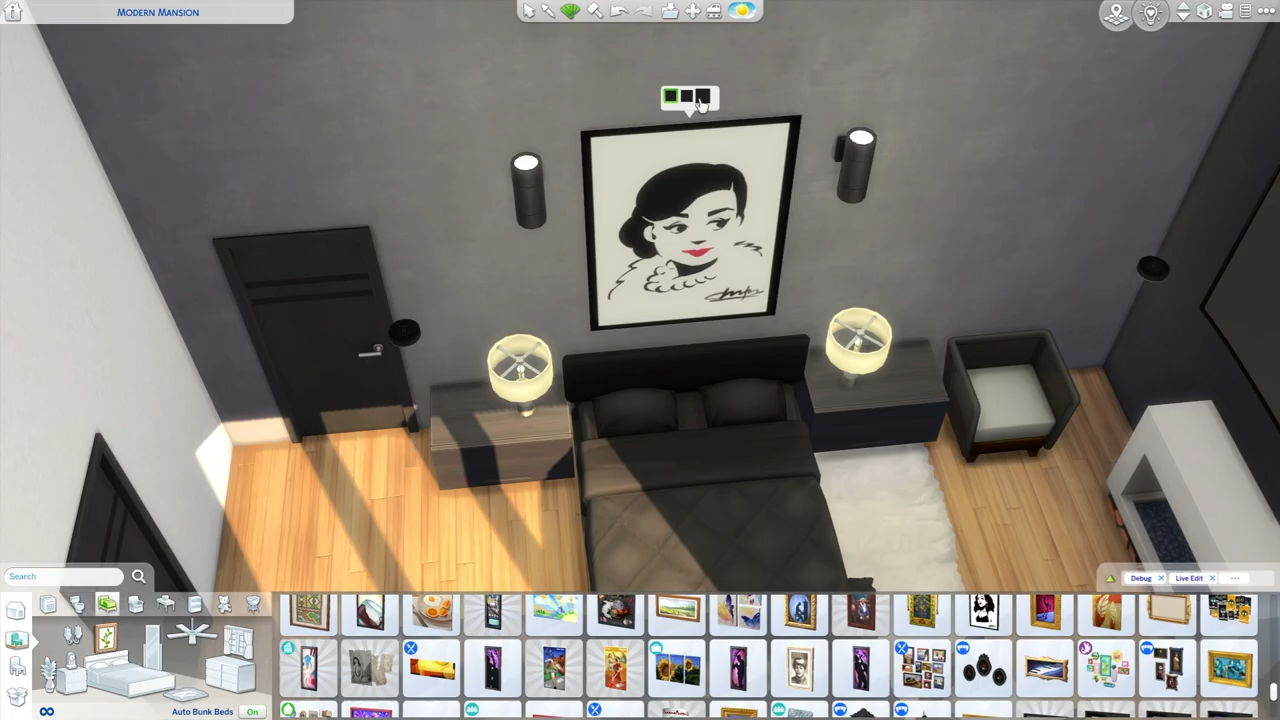 MODERN MANSION
Search
Debug
Live Edit
Auto Bunk Beds
On